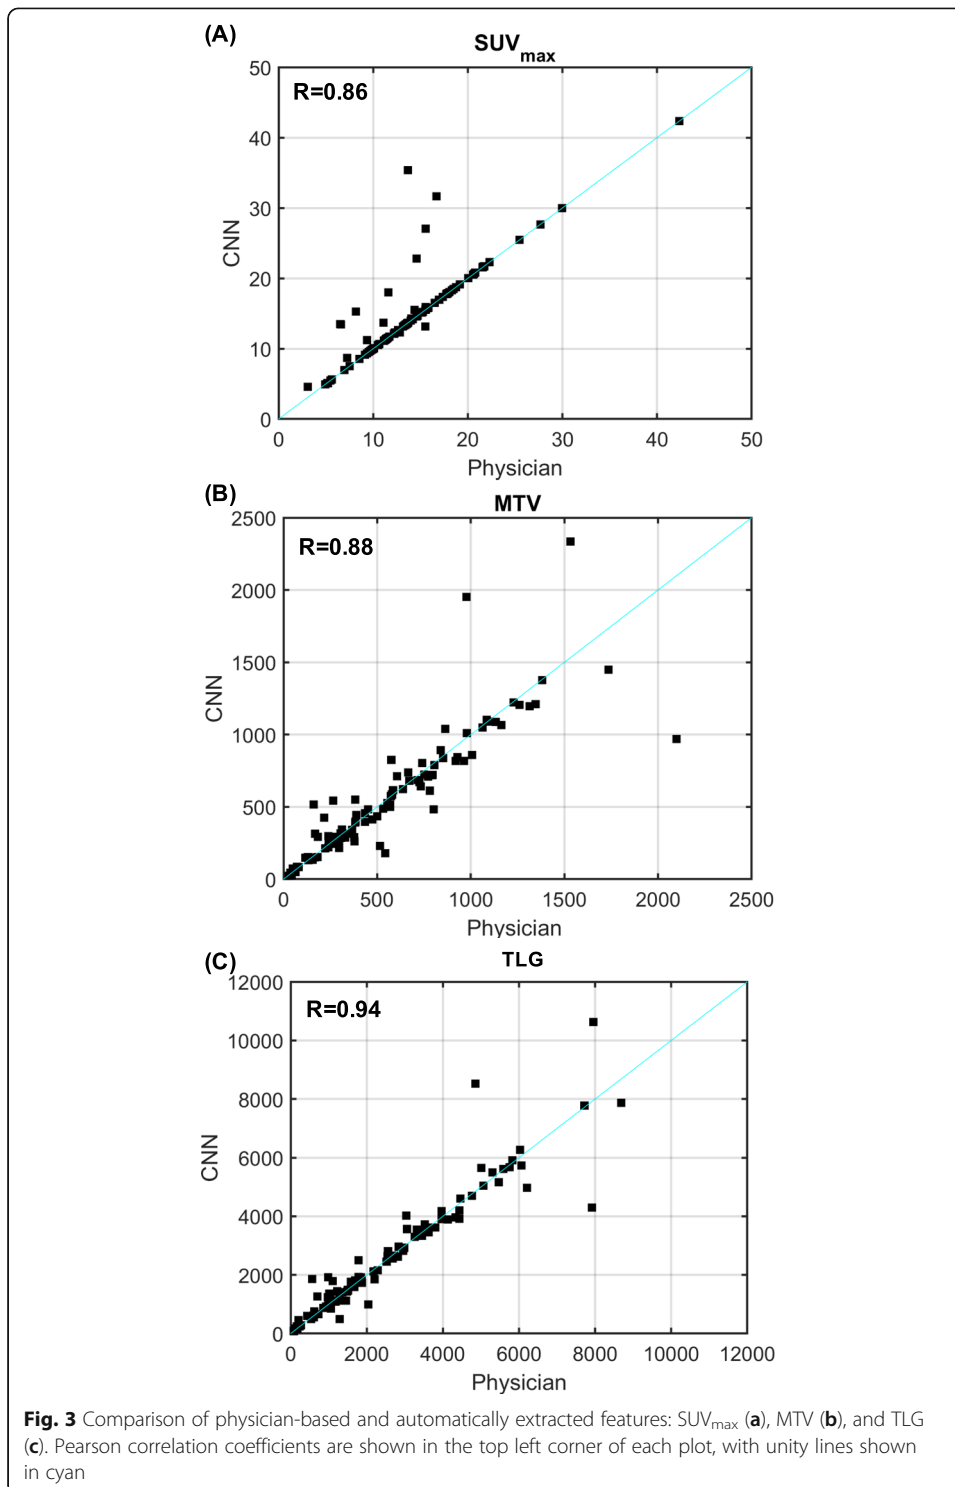 (A)
SUVmax
R=0.86
50
40
30
20
10
0
CNN
0 10 20 30 40 50
Physician
(B)
MTV
R=0.88
2500
2000
1500
1000
500
0
CNN
0 500 1000 1500 2000 2500
Physician
(C)
TLG
R=0.94
12000
10000
8000
6000
4000
2000
0
CNN
0 2000 4000 6000 8000 10000 12000
Physician
Fig. 3 Comparison of physician-based and automatically extracted features: SUVmax (a), MTV (b), and TLG
(c). Pearson correlation coefficients are shown in the top left corner of each plot, with unity lines shown
in cyan